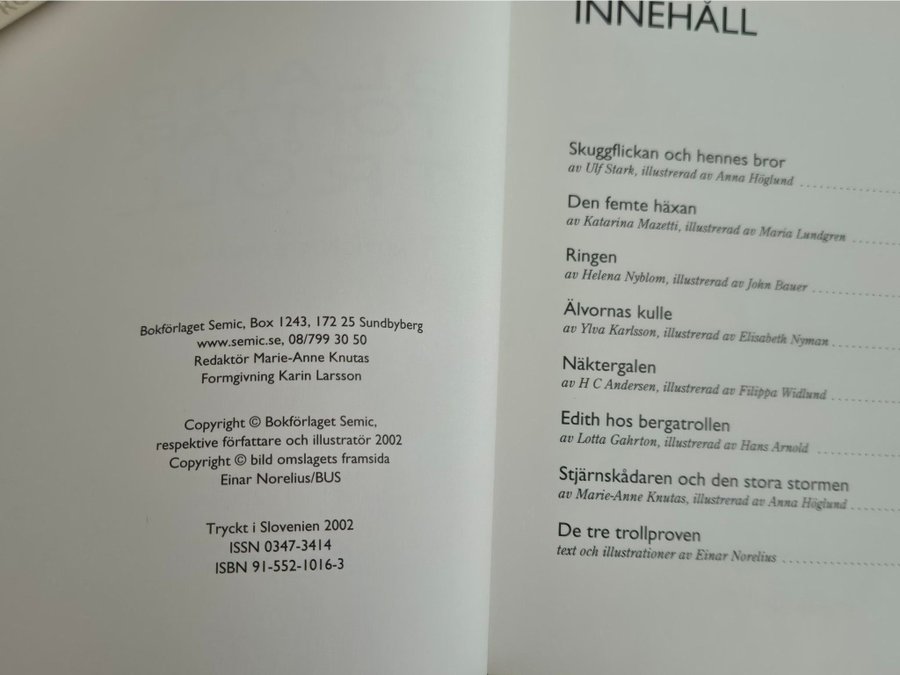 Bokförlaget Semic, Box 1243, 172 25 Sundbyberg
www.semic.se, 08/799 30 50
Redaktör Marie-Anne Knutas
Formgivning Karin Larsson
Copyright © Bokförlaget Semic,
respektive författare och illustratör 2002
Copyright © bild omslagets framsida
Einar Norelius/BUS
Tryckt i Slovenien 2002
ISSN 0347-3414
ISBN 91-552-1016-3
INNEHÅLL
Skuggflickan och hennes bror
av Ulf Stark, illustrerad av Anna Höglund
Den femte häxan
av Katarina Mazetti, illustrerad av Maria Lundgren
Ringen
av Helena Nyblom, illustrerad av John Bauer
Älvornas kulle
av Ylva Karlsson, illustrerad av Elisabeth Nyman
Näktergalen
av H C Andersen, illustrerad av Filippa Widlund
Edith hos bergatrollen
av Lotta Gahrton, illustrerad av Hans Arnold
Stjärnskådaren och den stora stormen
av Marie-Anne Knutas, illustrerad av Anna Höglund
De tre trollproven
text och illustrationer av Einar Norelius